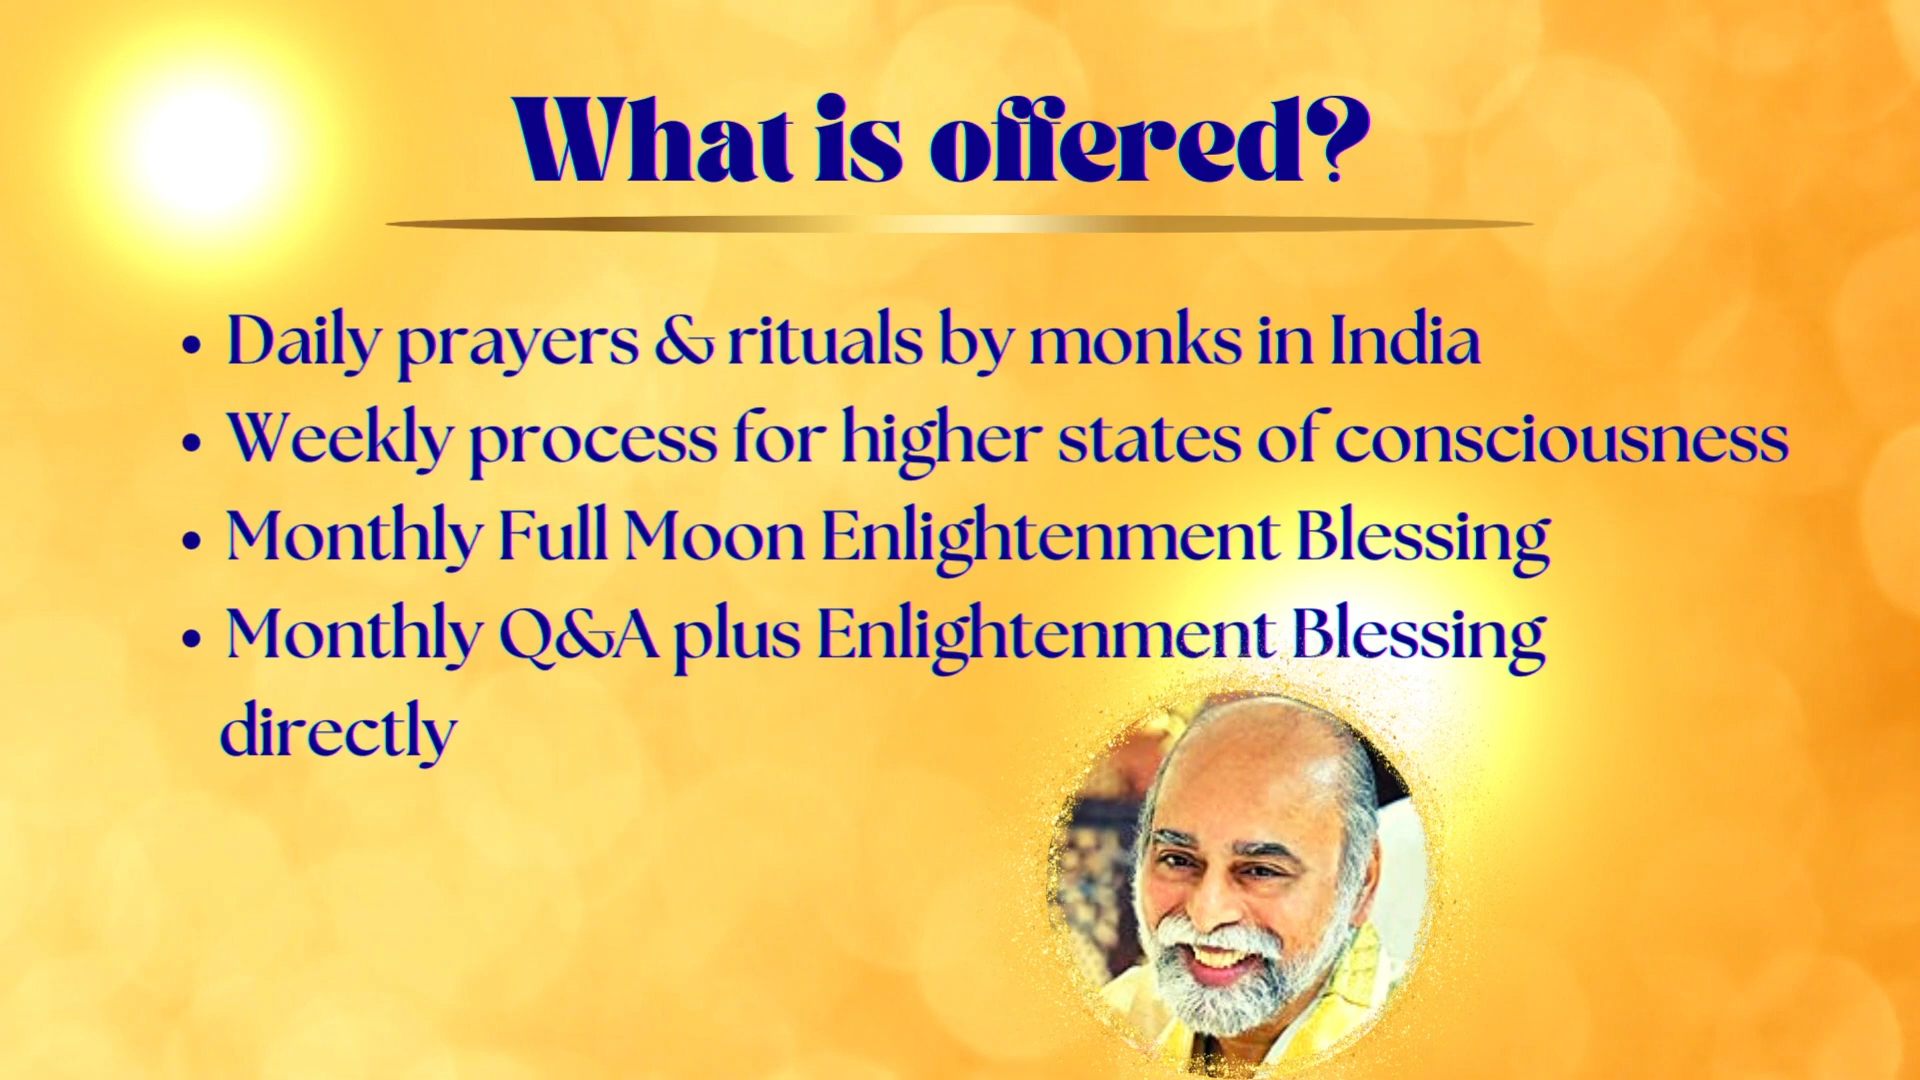 What is offered?
• Daily prayers & rituals by monks in India
• Weekly process for higher states of consciousness
• Monthly Full Moon Enlightenment Blessing
• Monthly Q&A plus Enlightenment Blessing
directly